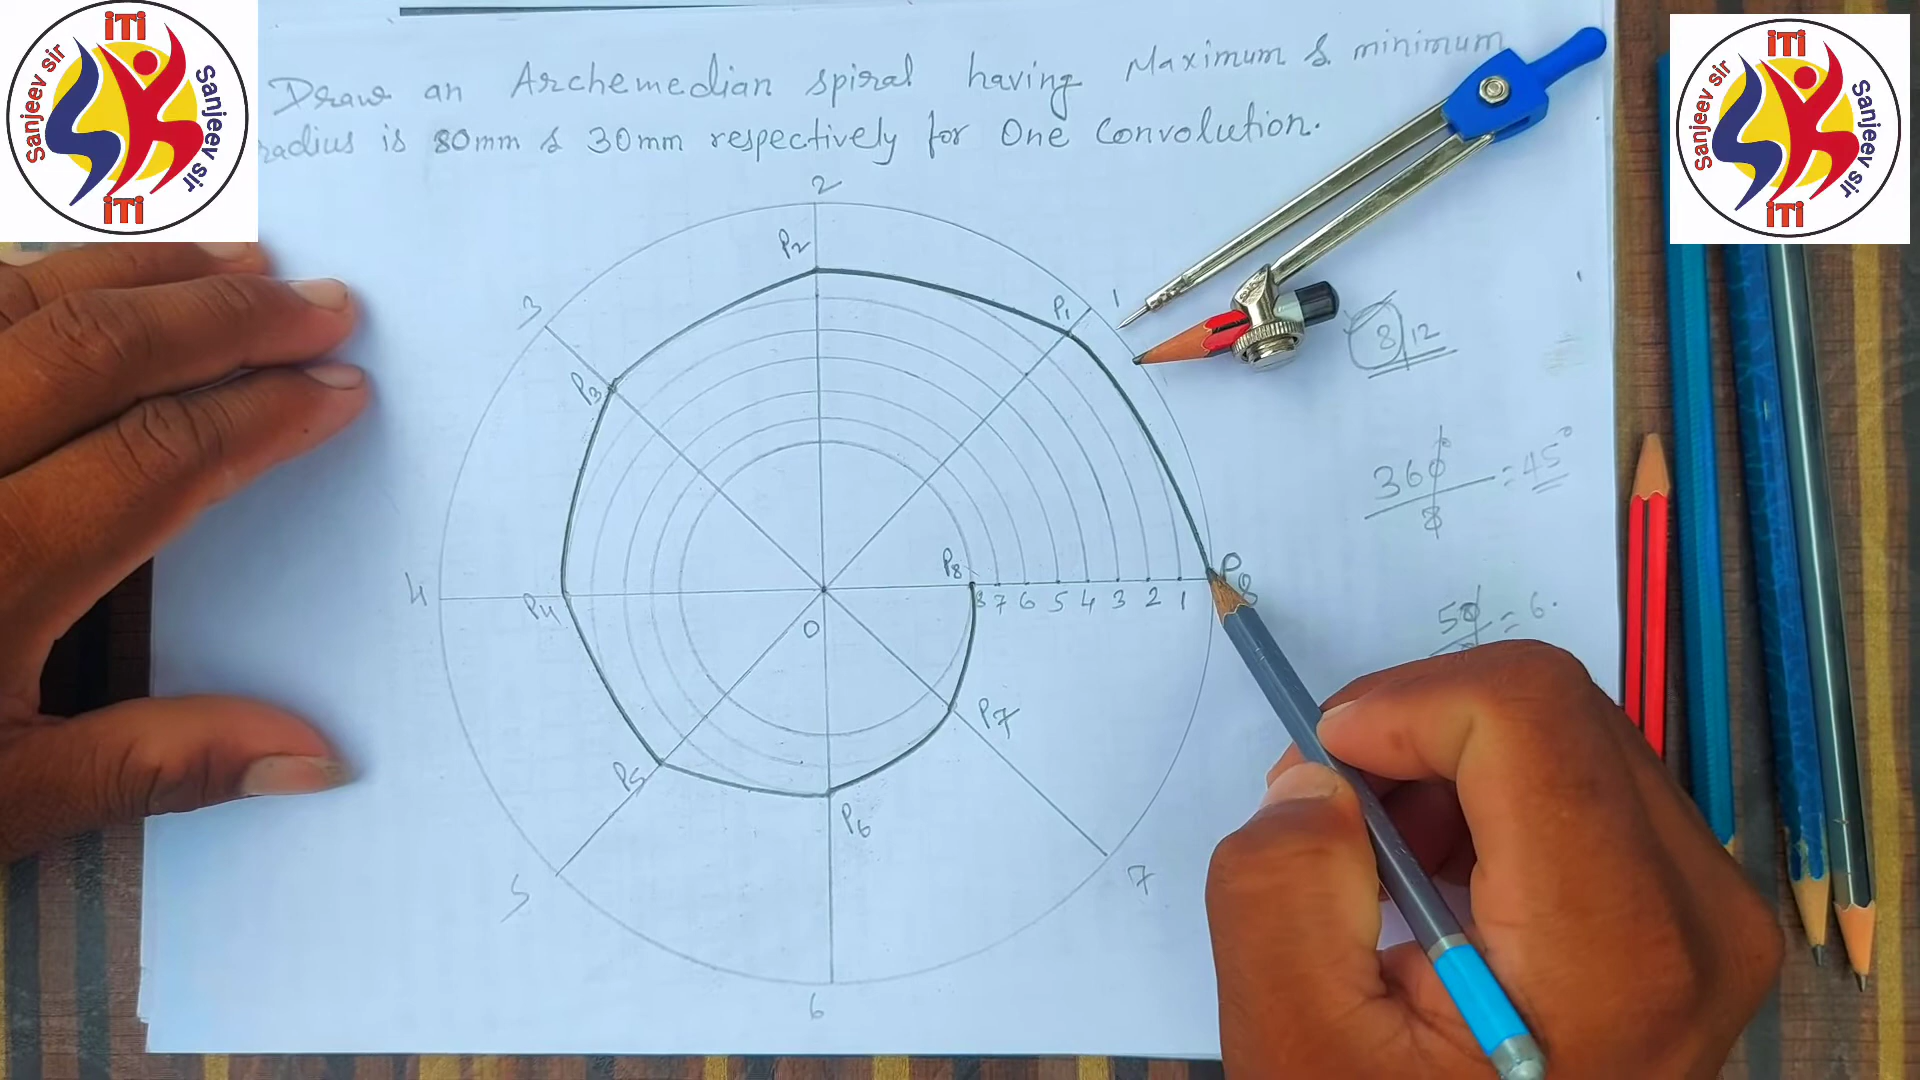 iTi
Sanjeev sir
Sanjeev sir
iTi
iTi
Sanjeev sir
Sanjeev sir
iTi
Draw an Archemedian spiral having Maximum & minimum
radius is 80mm & 30mm respectively for One Convolution.
2
P2
P1 1
3
8 12
P3
360°/8 = 45°
P8
P
4 P4 8 7 6 5 4 3 2 1 8
O
50 = 6.
P7
P5
P6
5
7
6